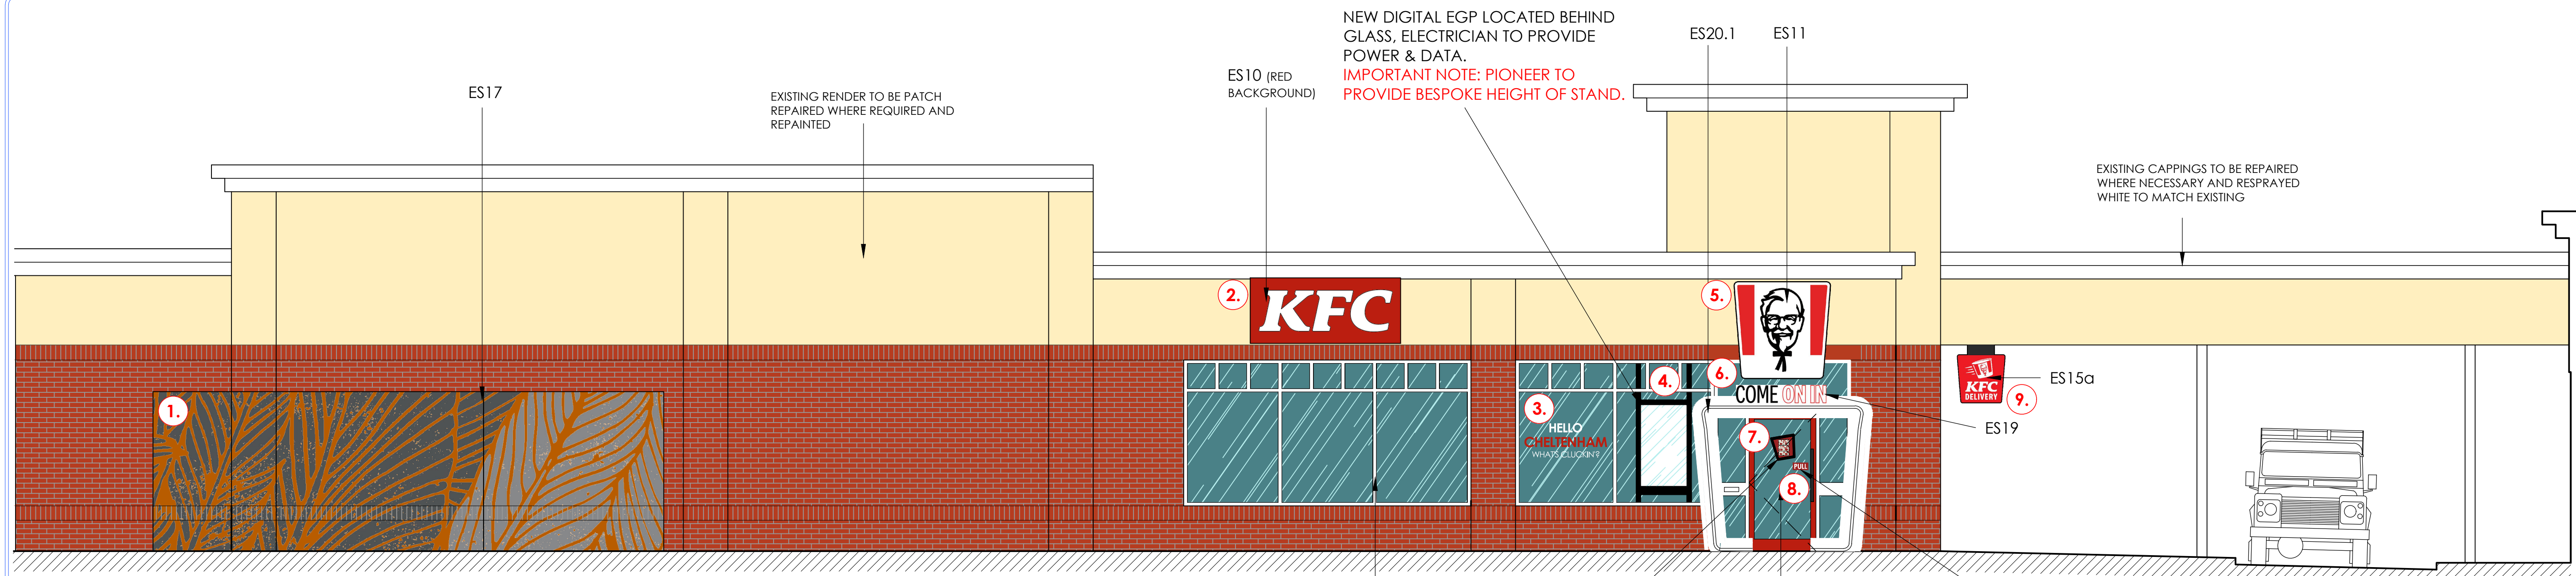 NEW DIGITAL EGP LOCATED BEHIND
GLASS, ELECTRICIAN TO PROVIDE
POWER & DATA.
IMPORTANT NOTE: PIONEER TO
PROVIDE BESPOKE HEIGHT OF STAND.
ES20.1
ES11
ES10 (RED
BACKGROUND)
ES17
EXISTING RENDER TO BE PATCH
REPAIRED WHERE REQUIRED AND
REPAINTED
EXISTING CAPPINGS TO BE REPAIRED
WHERE NECESSARY AND RESPRAYED
WHITE TO MATCH EXISTING
2.
KFC
5.
1.
3.
HELLO
CHELTENHAM
WHATS CLUCKIN'?
4.
6.
COME ON IN
7.
PULL
8.
KFC
DELIVERY
9.
ES15a
ES19